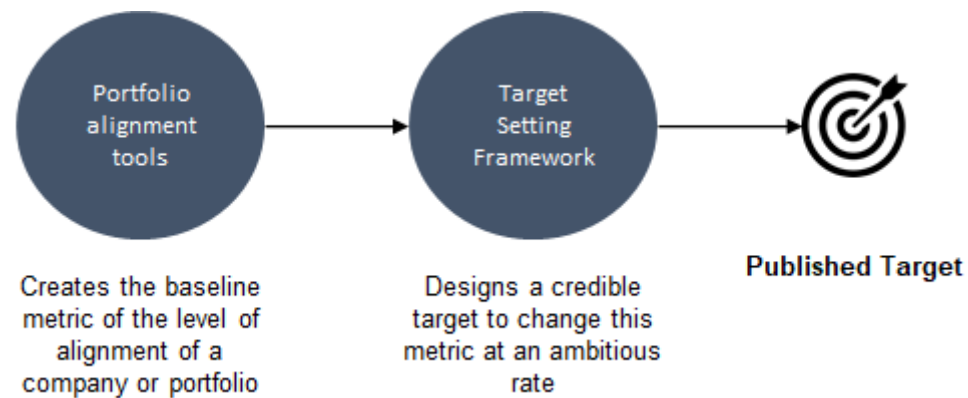 Portfolio
alignment
tools
Target
Setting
Framework
Published Target
Creates the baseline
metric of the level of
alignment of a
company or portfolio
Designs a credible
target to change this
metric at an ambitious
rate